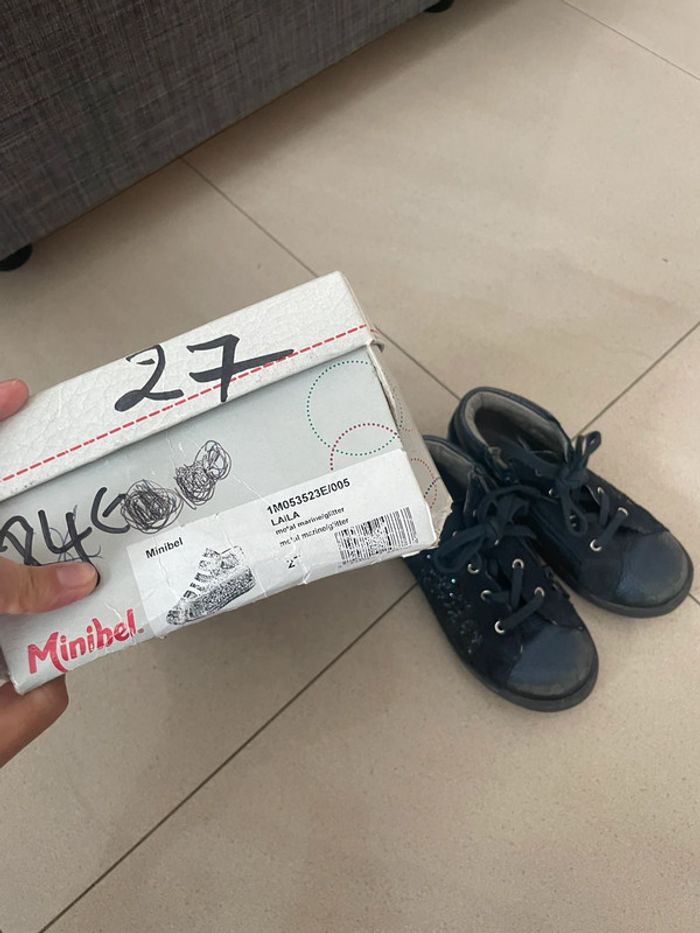 27
Minibel
1M053523E/005
LAILA
metal marine/glitter
metal marine/glitter
Minibel